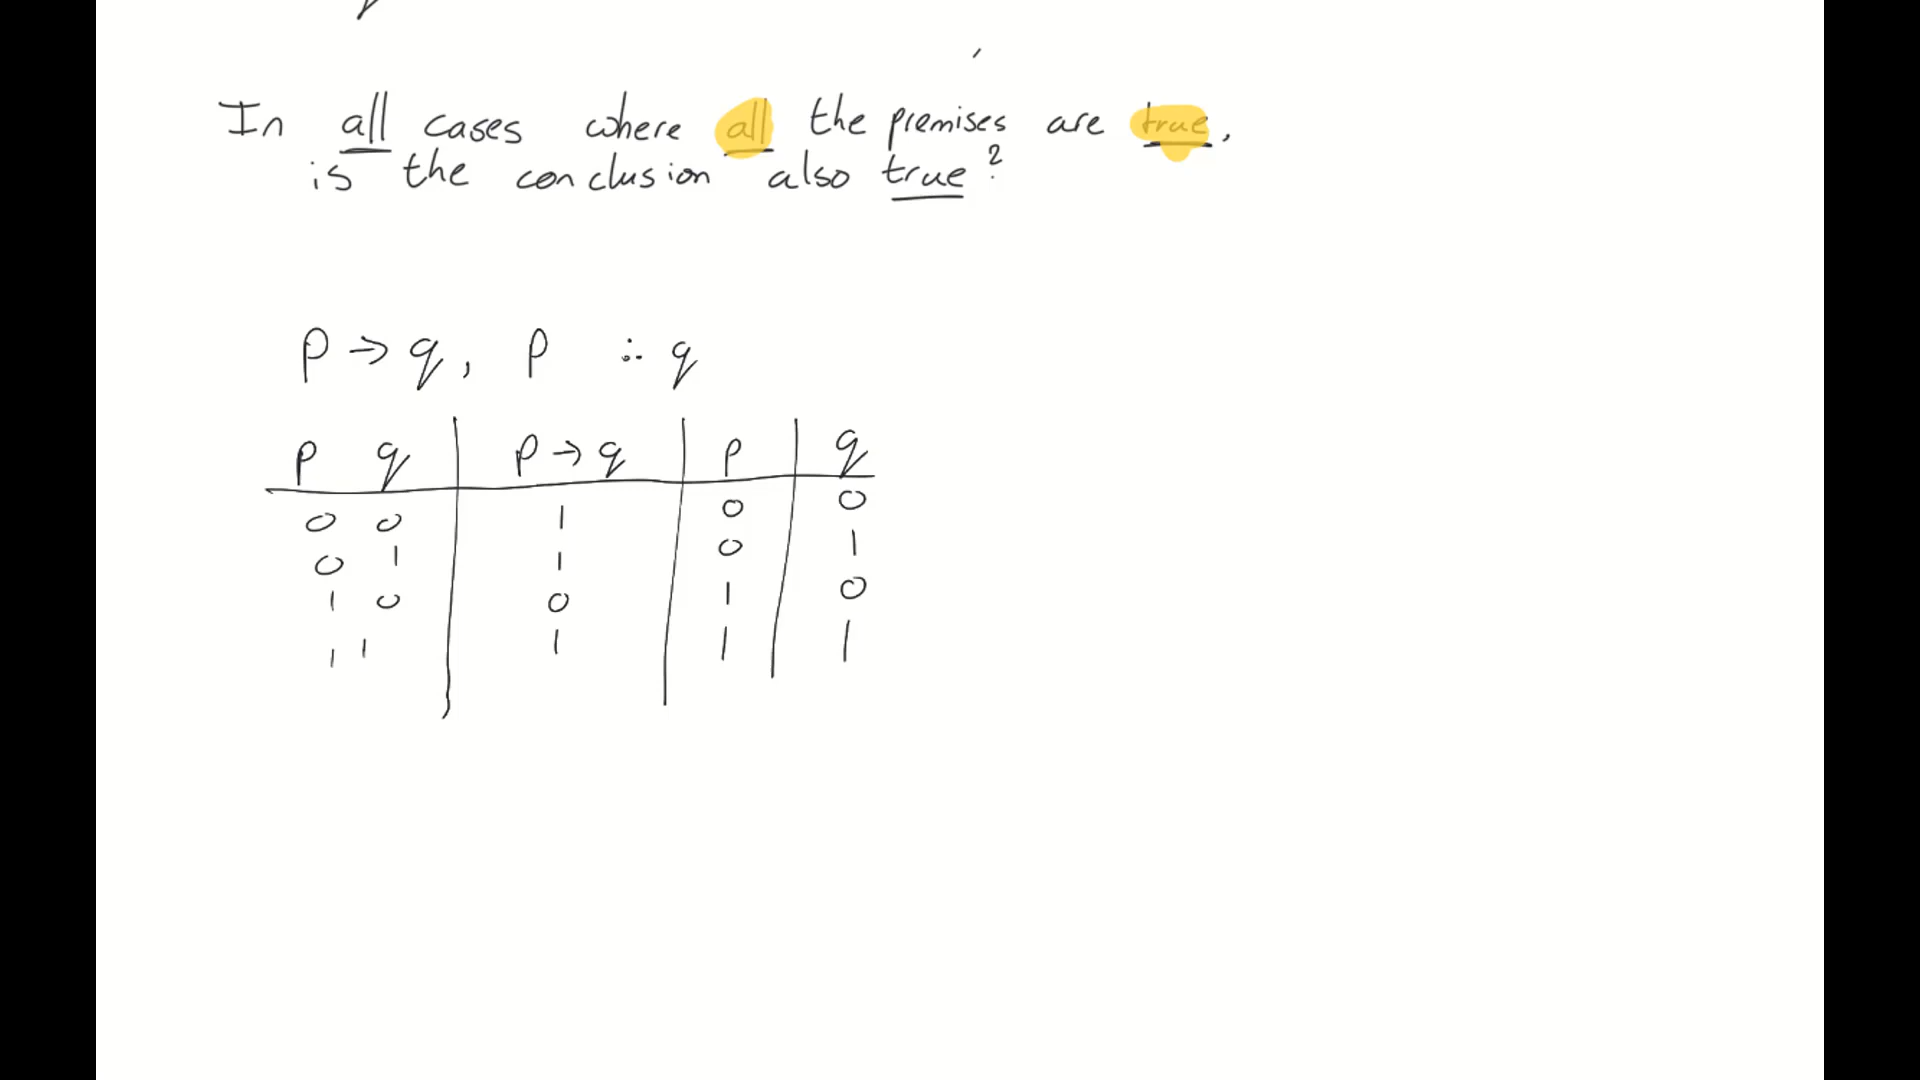 In all cases where all the premises are true,
is the conclusion also true?
p → q, p ∴ q
p q p → q p q
0 0 1 0 0
0 1 1 0 1
1 0 0 1 0
1 1 1 1 1